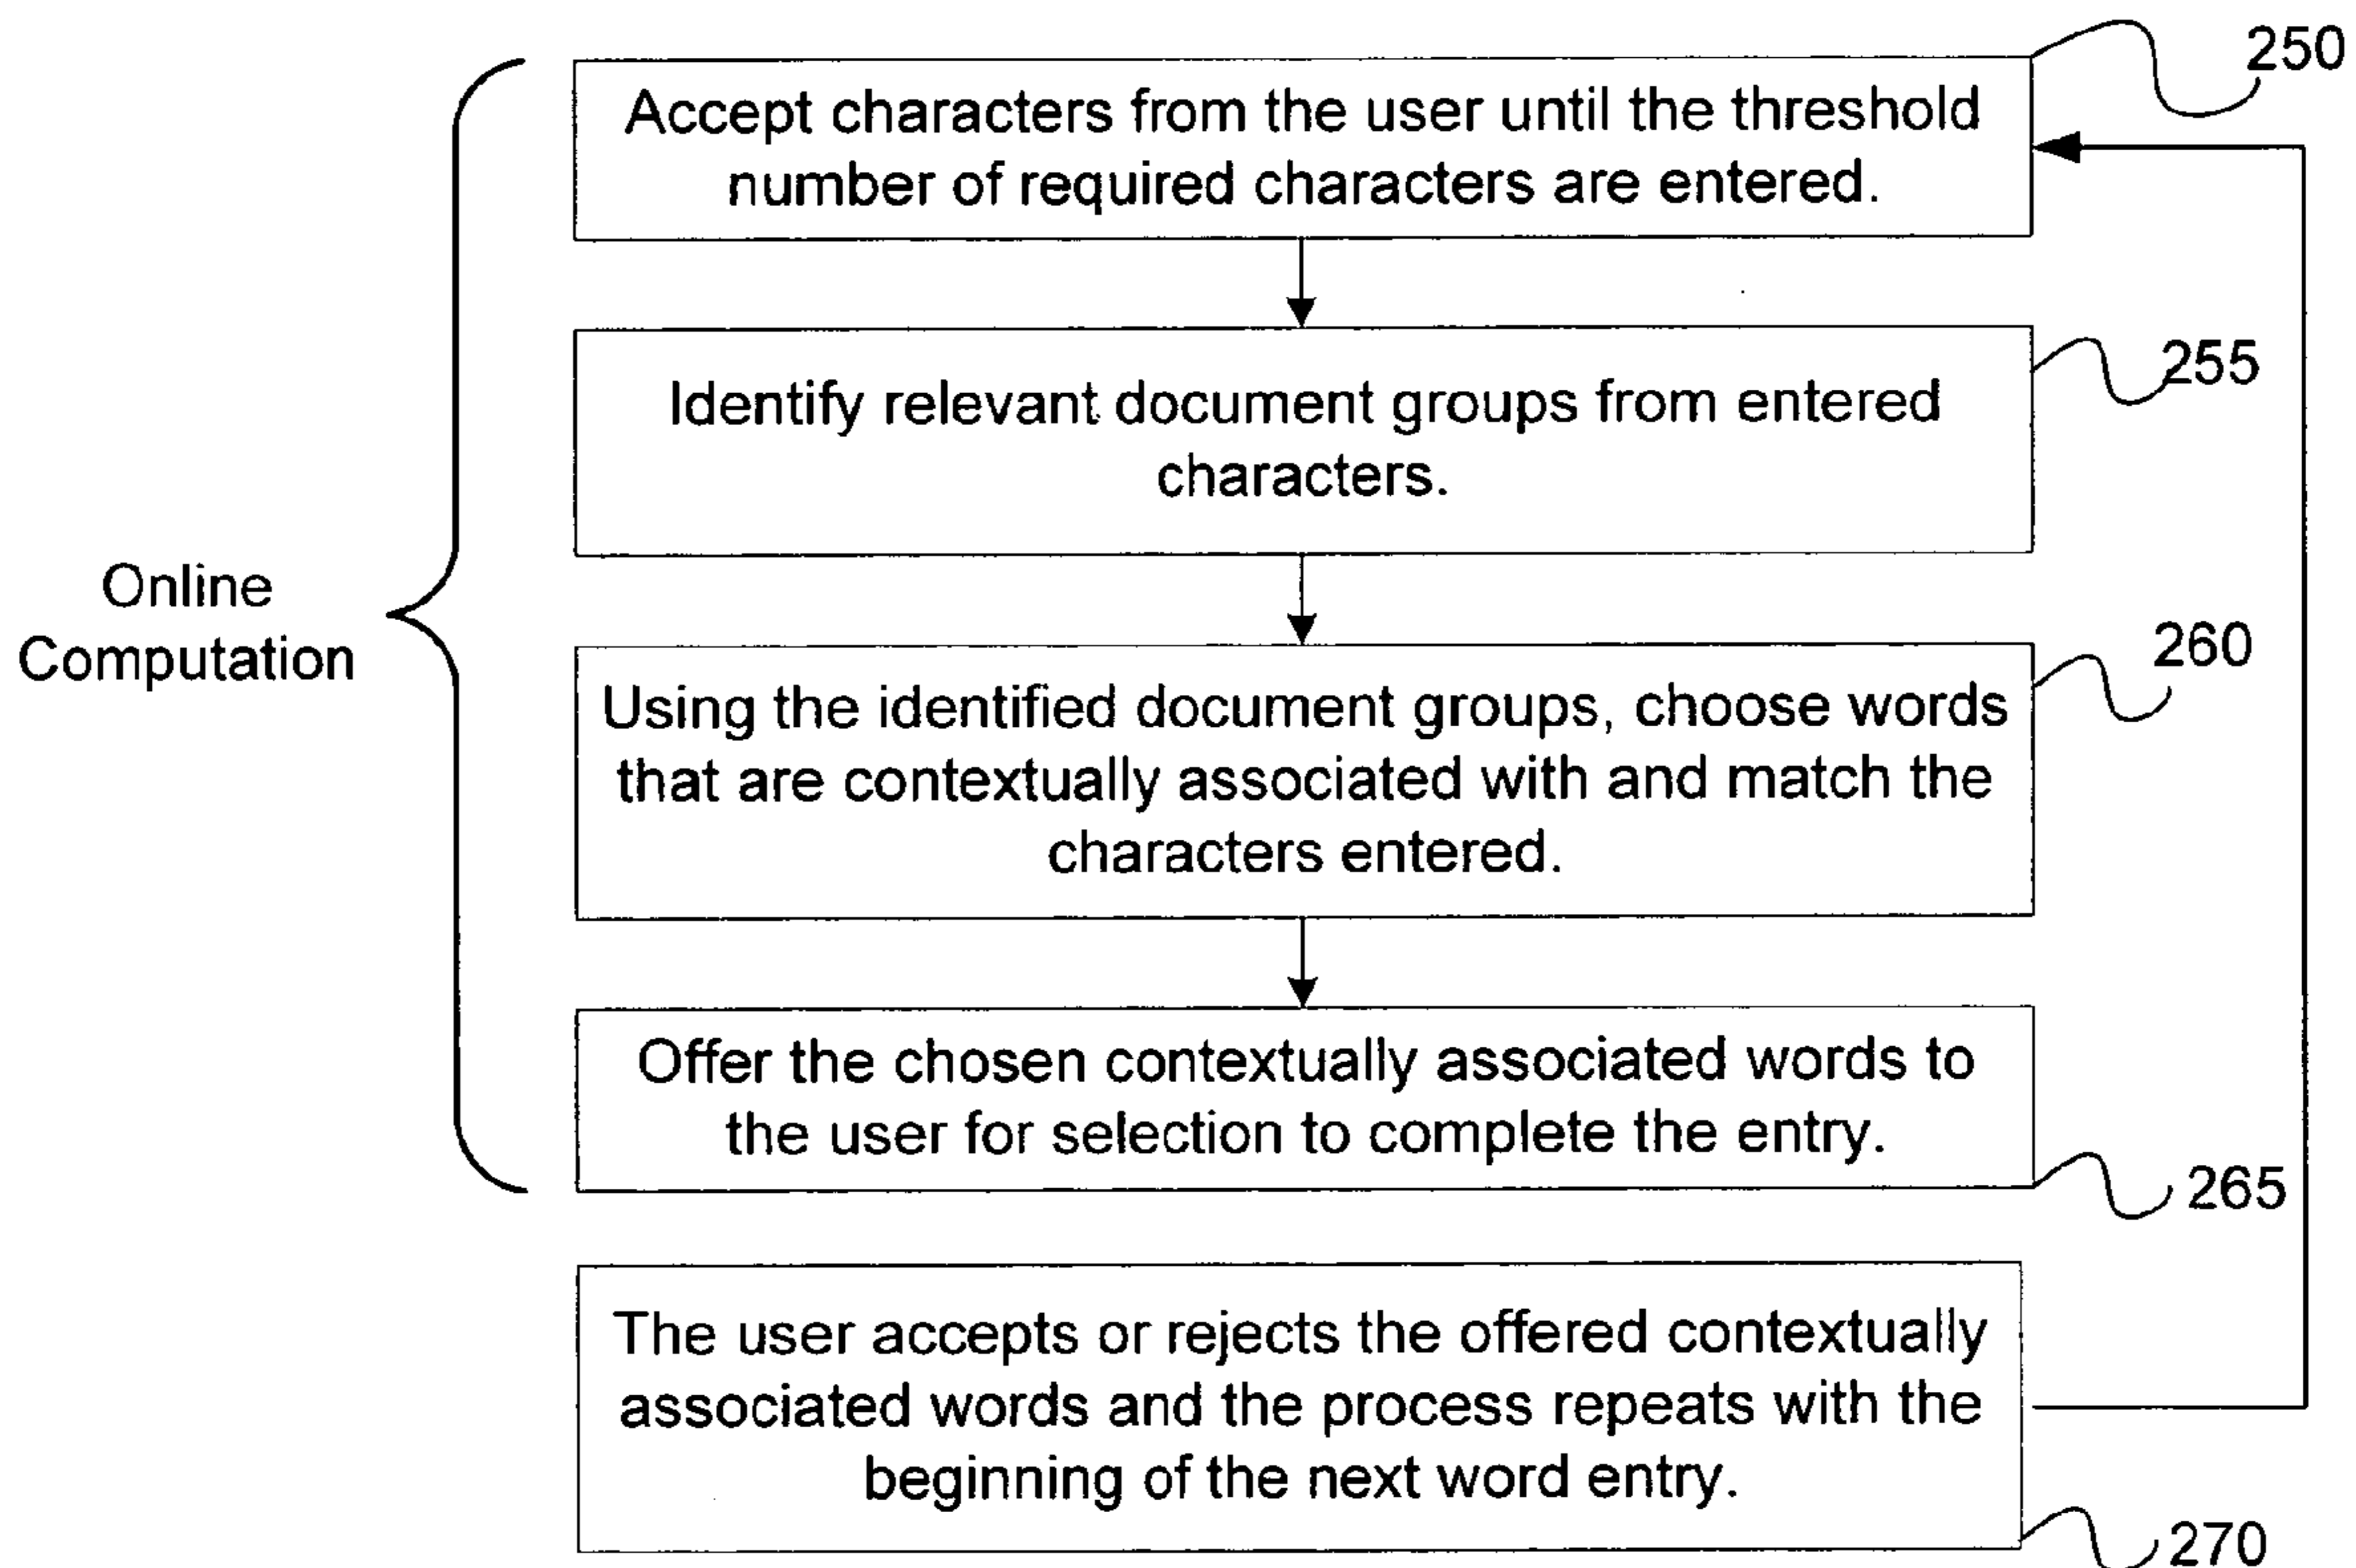 250
Accept characters from the user until the threshold
number of required characters are entered.
255
Identify relevant document groups from entered
characters.
Online
Computation
260
Using the identified document groups, choose words
that are contextually associated with and match the
characters entered.
Offer the chosen contextually associated words to
the user for selection to complete the entry.
265
The user accepts or rejects the offered contextually
associated words and the process repeats with the
beginning of the next word entry.
270